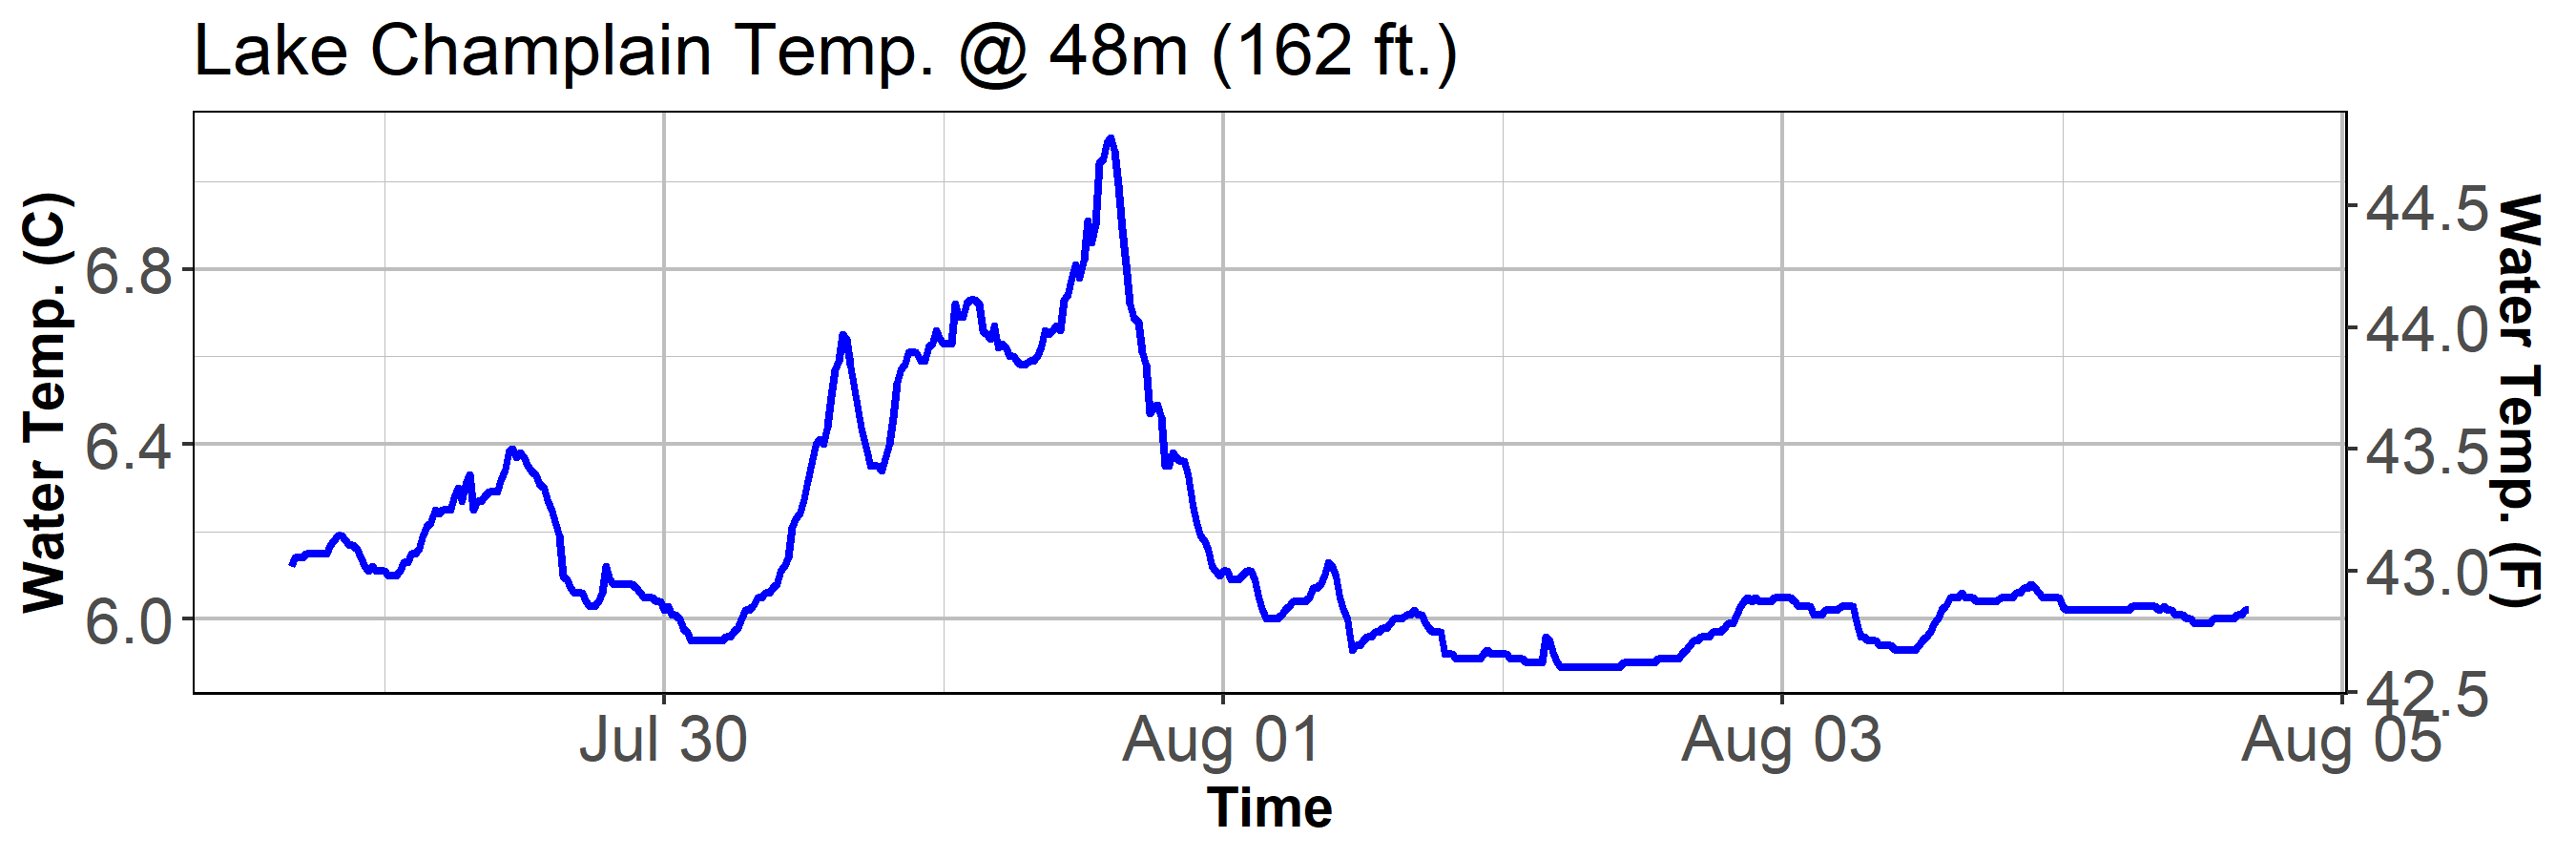 Lake Champlain Temp. @ 48m (162 ft.)
Water Temp. (C)
6.8
6.4
6.0
44.5
44.0
43.5
43.0
42.5
Water Temp. (F)
Jul 30
Aug 01
Aug 03
Aug 05
Time